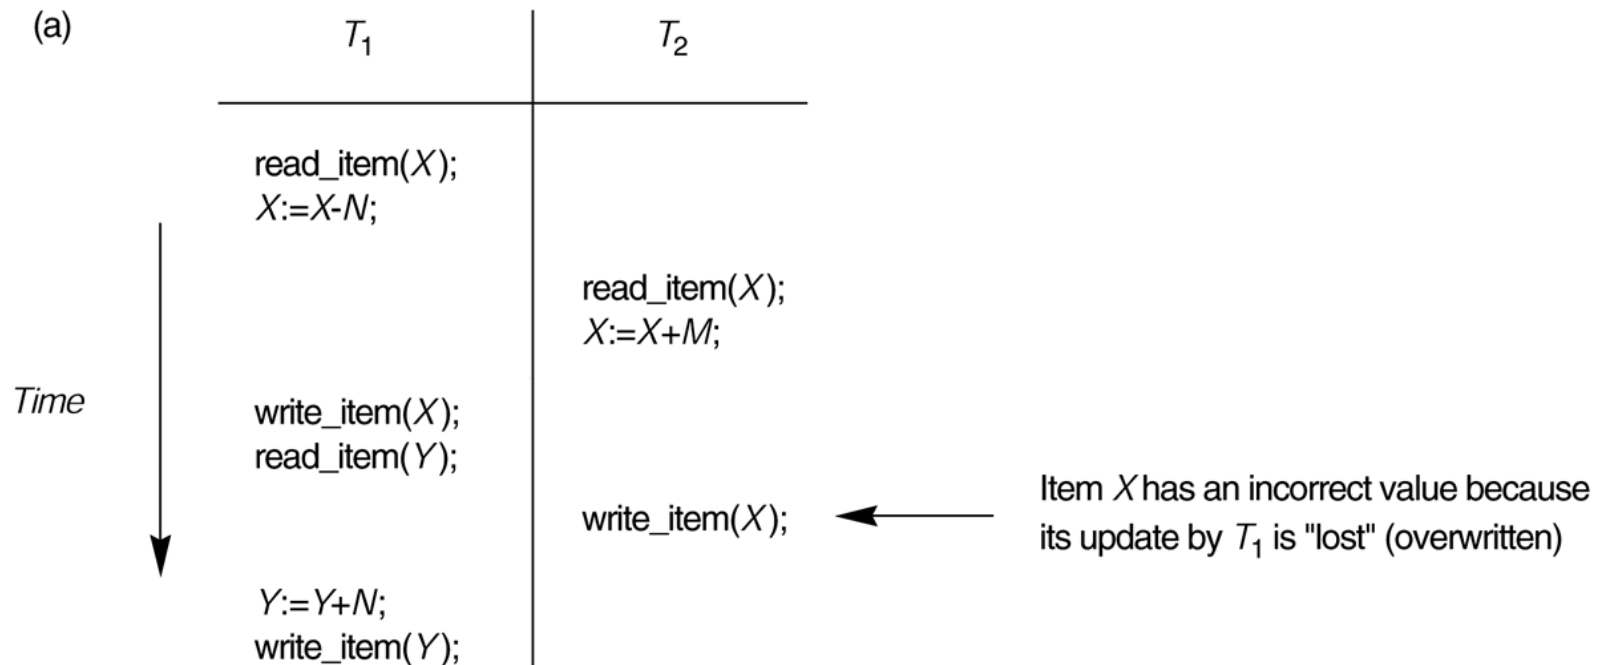 (a)
T1
T2
read_item(X);
X:=X-N;
read_item(X);
X:=X+M;
Time
write_item(X);
read_item(Y);
write_item(X);
Item X has an incorrect value because
its update by T1 is "lost" (overwritten)
Y:=Y+N;
write_item(Y);